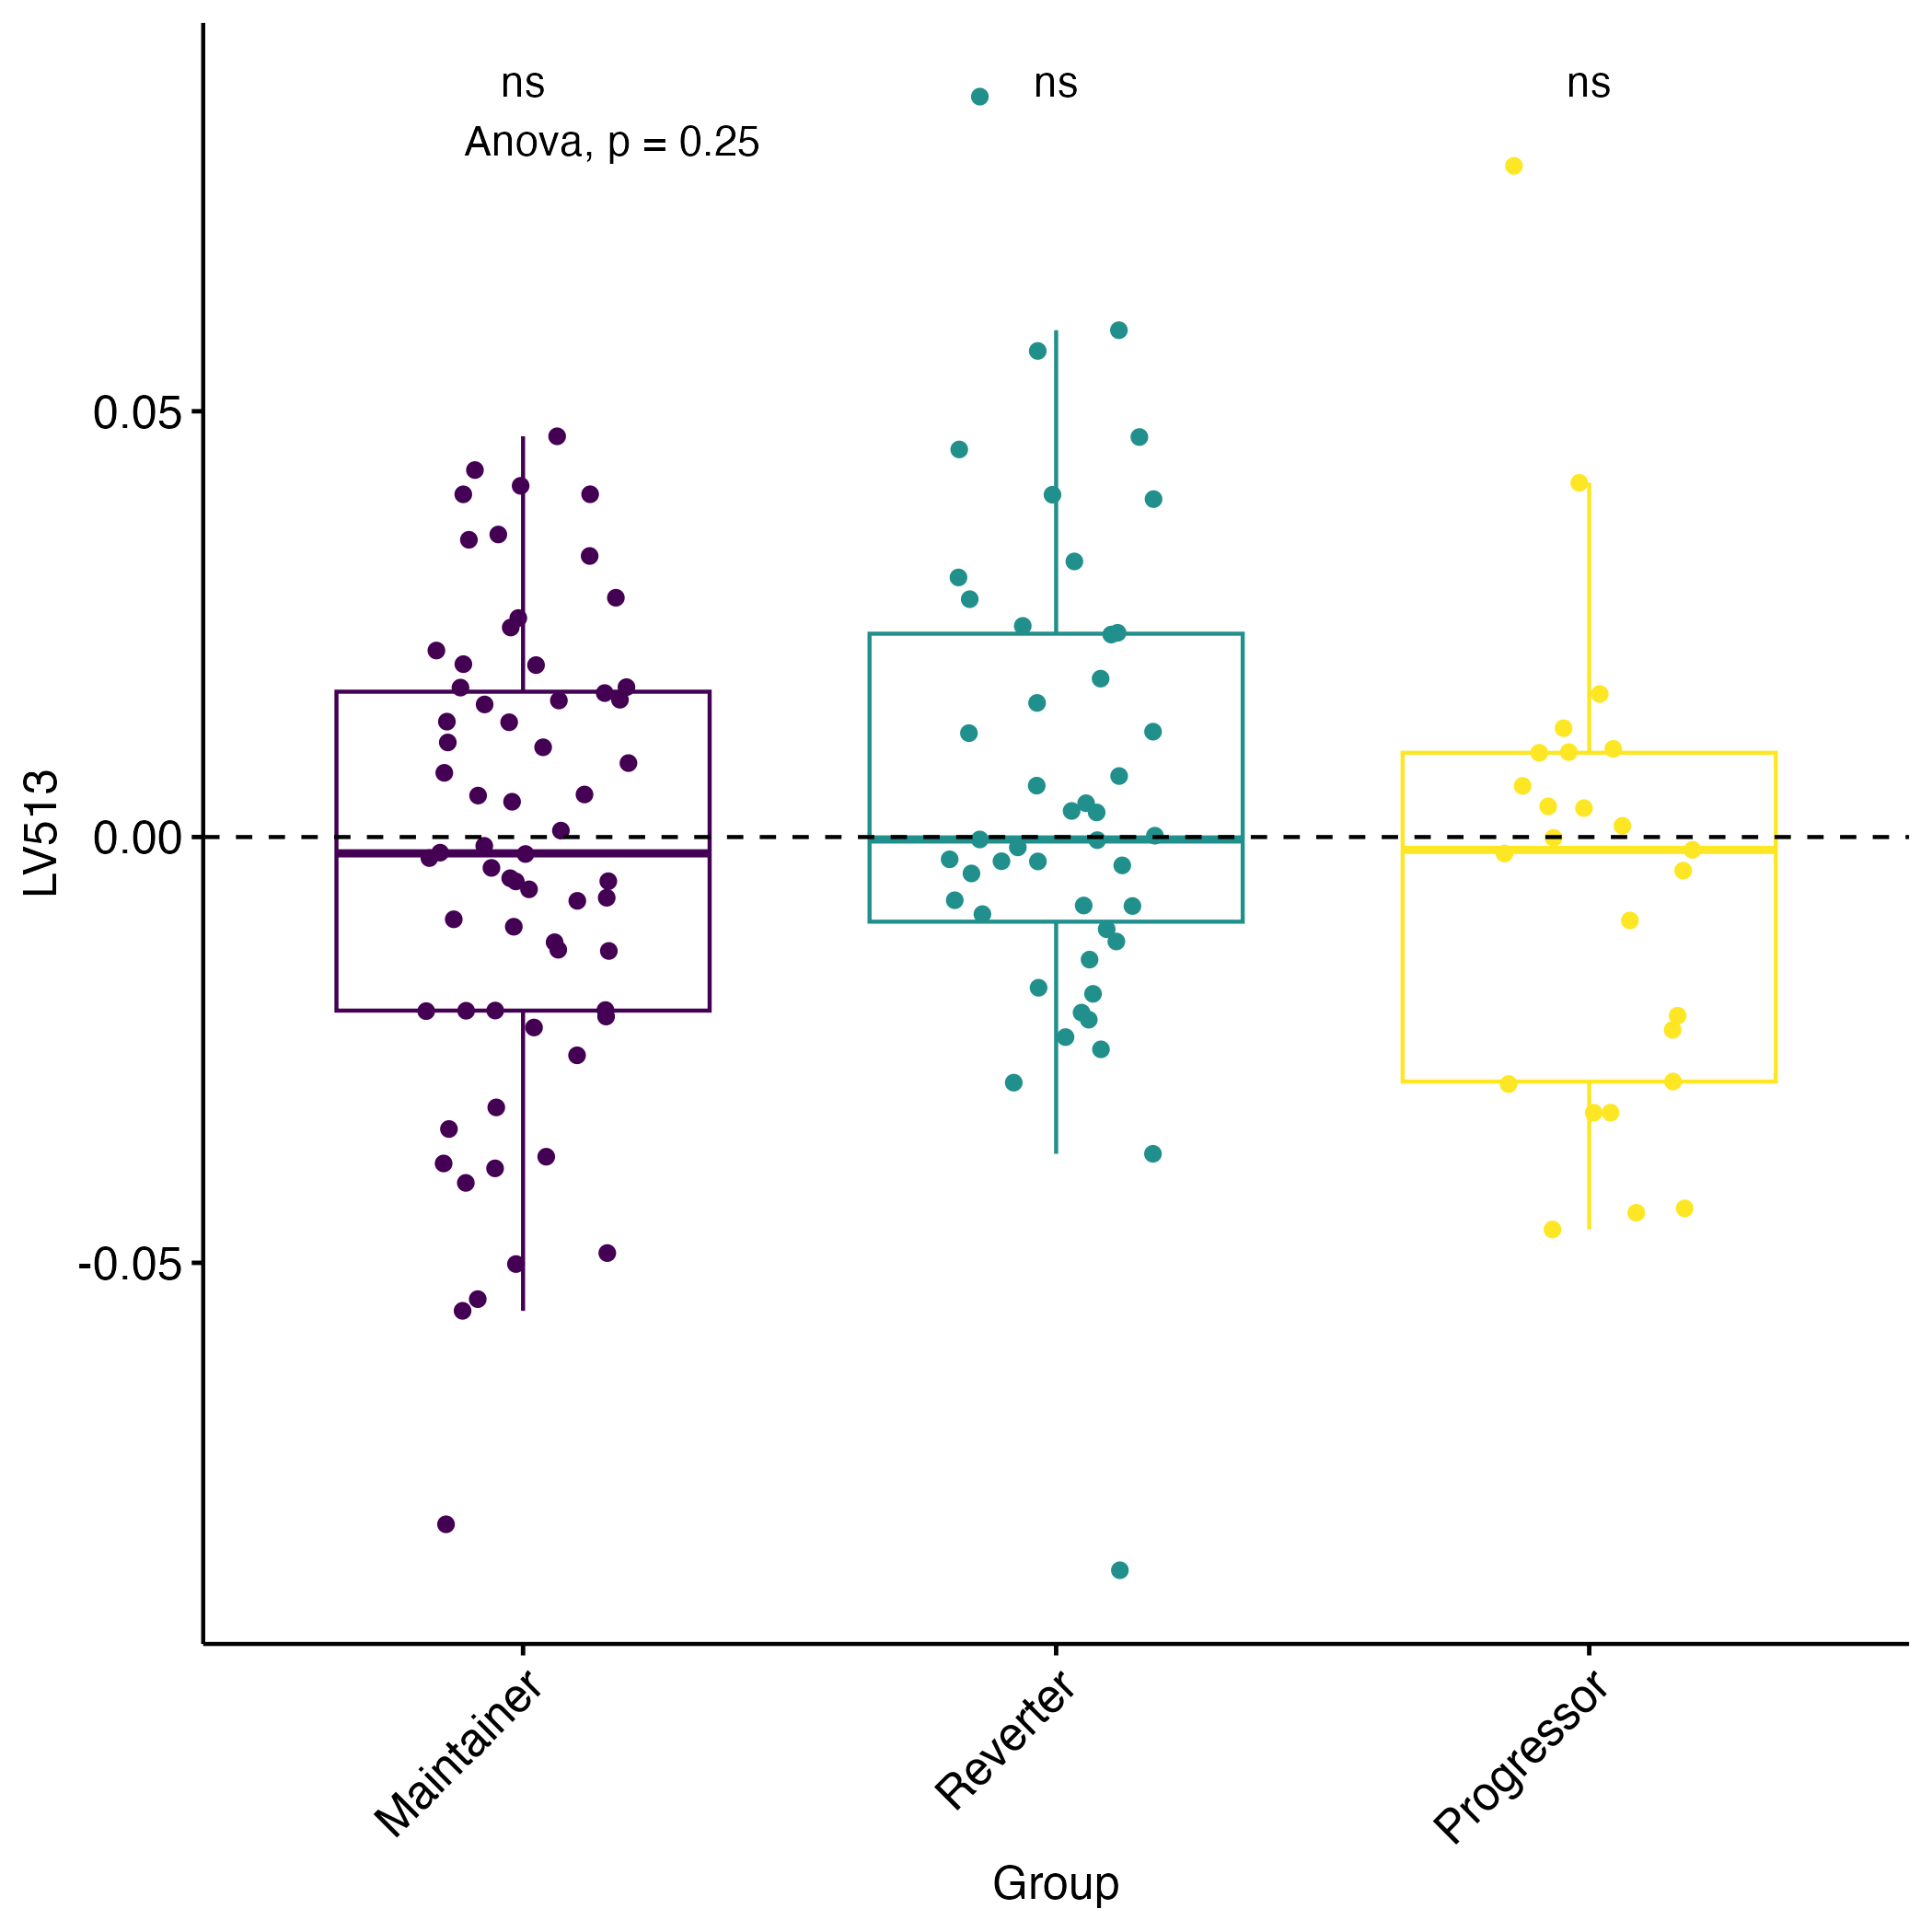 ns ns ns
Anova, p = 0.25
LV513
0.05
0.00
-0.05
Maintainer Reverter Progressor
Group